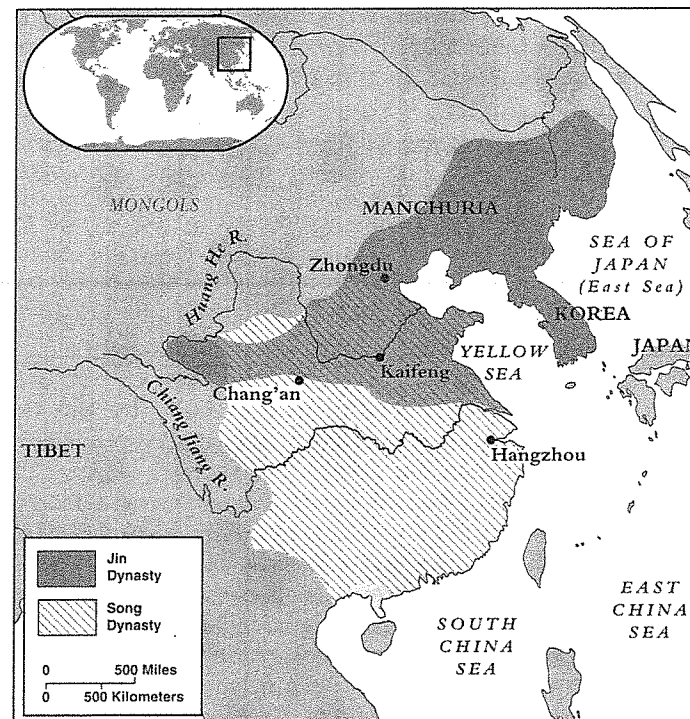 MONGOLS
MANCHURIA
Huang He R.
Zhongdu
SEA OF
JAPAN
(East Sea)
KOREA
JAPAN
YELLOW
SEA
Kaifeng
Chang'an
Chiang Jiang R.
TIBET
Hangzhou
Jin
Dynasty
Song
Dynasty
0 500 Miles
0 500 Kilometers
EAST
CHINA
SEA
SOUTH
CHINA
SEA